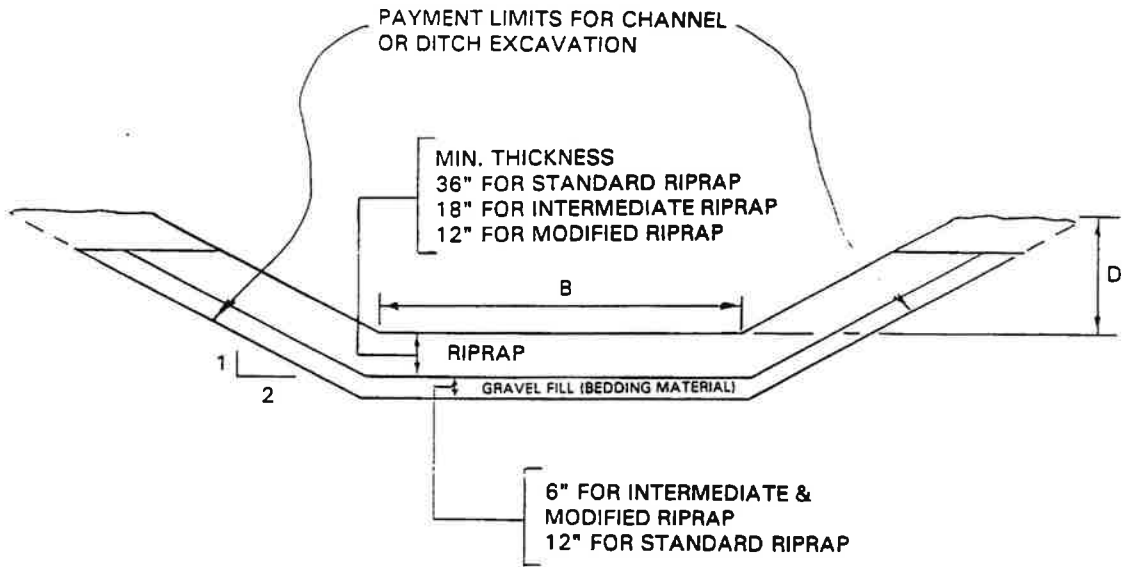 PAYMENT LIMITS FOR CHANNEL
OR DITCH EXCAVATION
MIN. THICKNESS
36" FOR STANDARD RIPRAP
18" FOR INTERMEDIATE RIPRAP
12" FOR MODIFIED RIPRAP
B
D
RIPRAP
1
2
GRAVEL FILL (BEDDING MATERIAL)
6" FOR INTERMEDIATE &
MODIFIED RIPRAP
12" FOR STANDARD RIPRAP